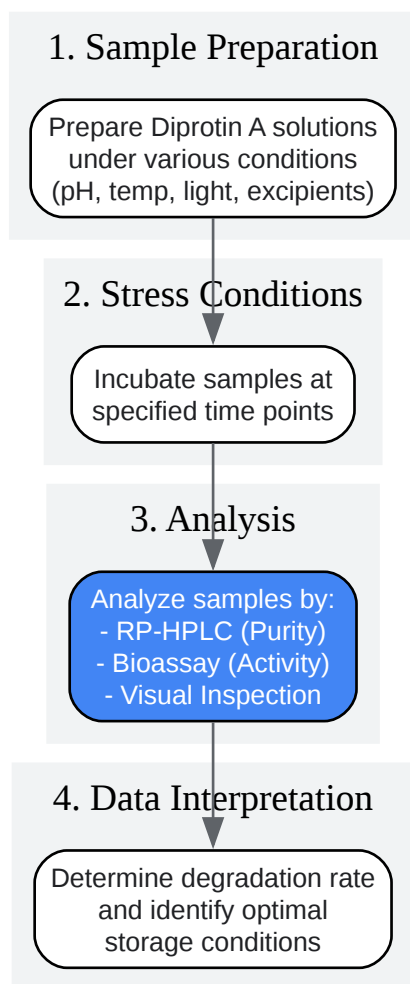 1. Sample Preparation
Prepare Diprotin A solutions
under various conditions
(pH, temp, light, excipients)
2. Stress Conditions
Incubate samples at
specified time points
3. Analysis
Analyze samples by:
- RP-HPLC (Purity)
- Bioassay (Activity)
- Visual Inspection
4. Data Interpretation
Determine degradation rate
and identify optimal
storage conditions